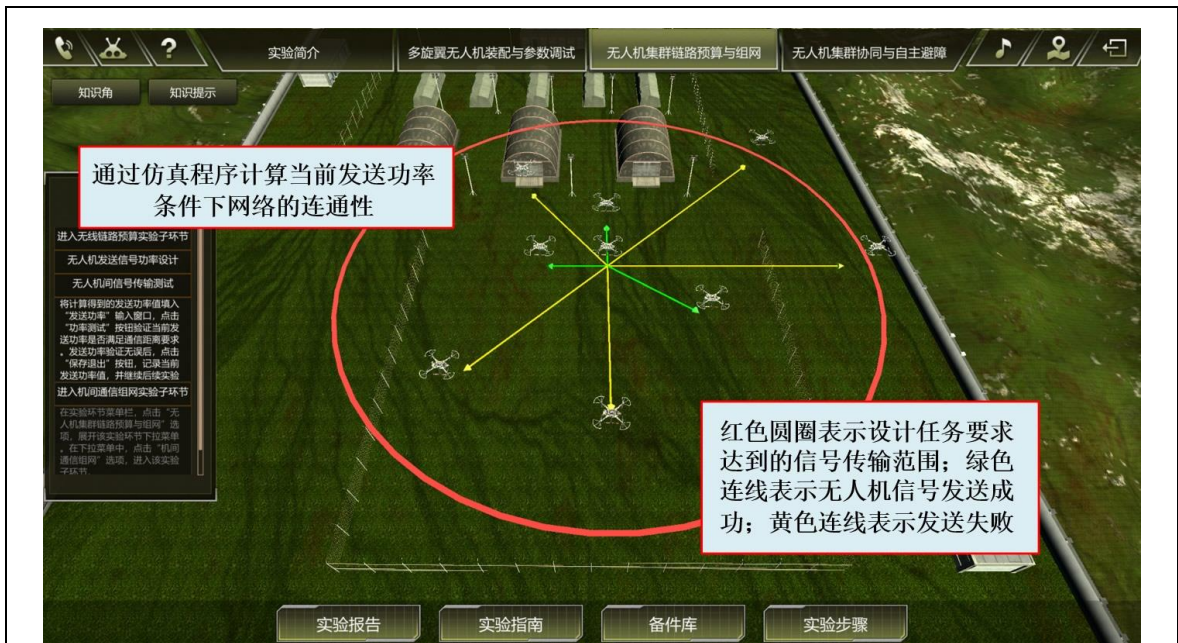 实验简介
多旋翼无人机装配与参数调试
无人机集群链路预算与组网
无人机集群协同与自主避障
知识角
知识提示
通过仿真程序计算当前发送功率
条件下网络的连通性
进入无线链路预算实验子环节
无人机发送信号功率设计
无人机间信号传输测试
将计算得到的发送功率值填入
“发送功率”输入窗口，点击
“功率测试”按钮验证当前发
送功率是否满足通信距离要求
。发送功率验证无误后，点击
“保存退出”按钮，记录当前
发送功率值，并继续后续实验
进入机间通信组网实验子环节
在实验环节菜单栏，点击“无
人机集群链路预算与组网”选
项，展开该实验环节下拉菜单
。在下拉菜单中，点击“机间
通信组网”选项，进入该实验
子环节
红色圆圈表示设计任务要求
达到的信号传输范围；绿色
连线表示无人机信号发送成
功；黄色连线表示发送失败
实验报告
实验指南
备件库
实验步骤